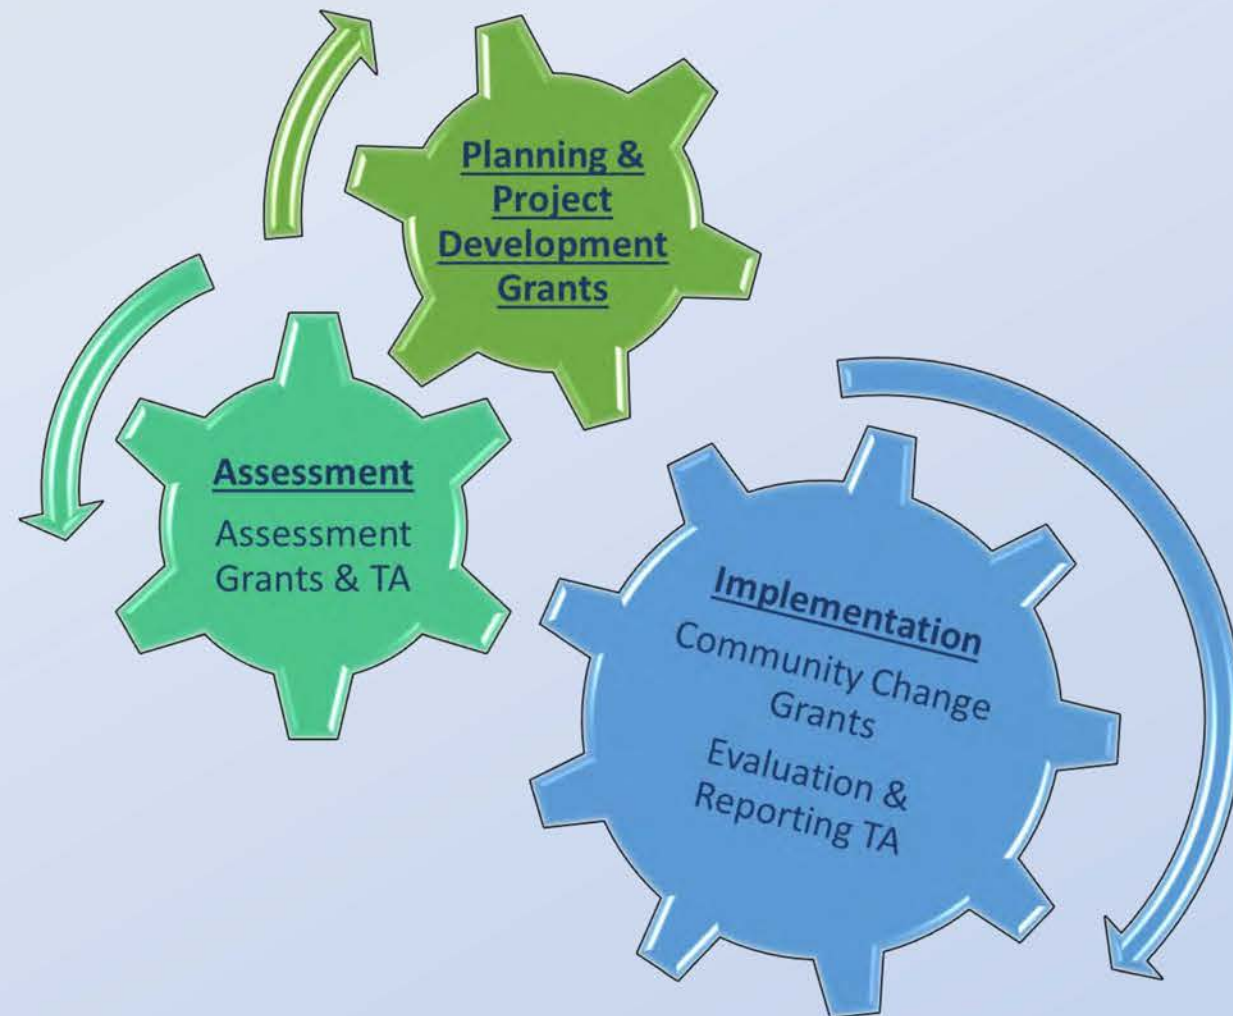 Planning &
Project
Development
Grants
Assessment
Assessment
Grants & TA
Implementation
Community Change
Grants
Evaluation &
Reporting TA